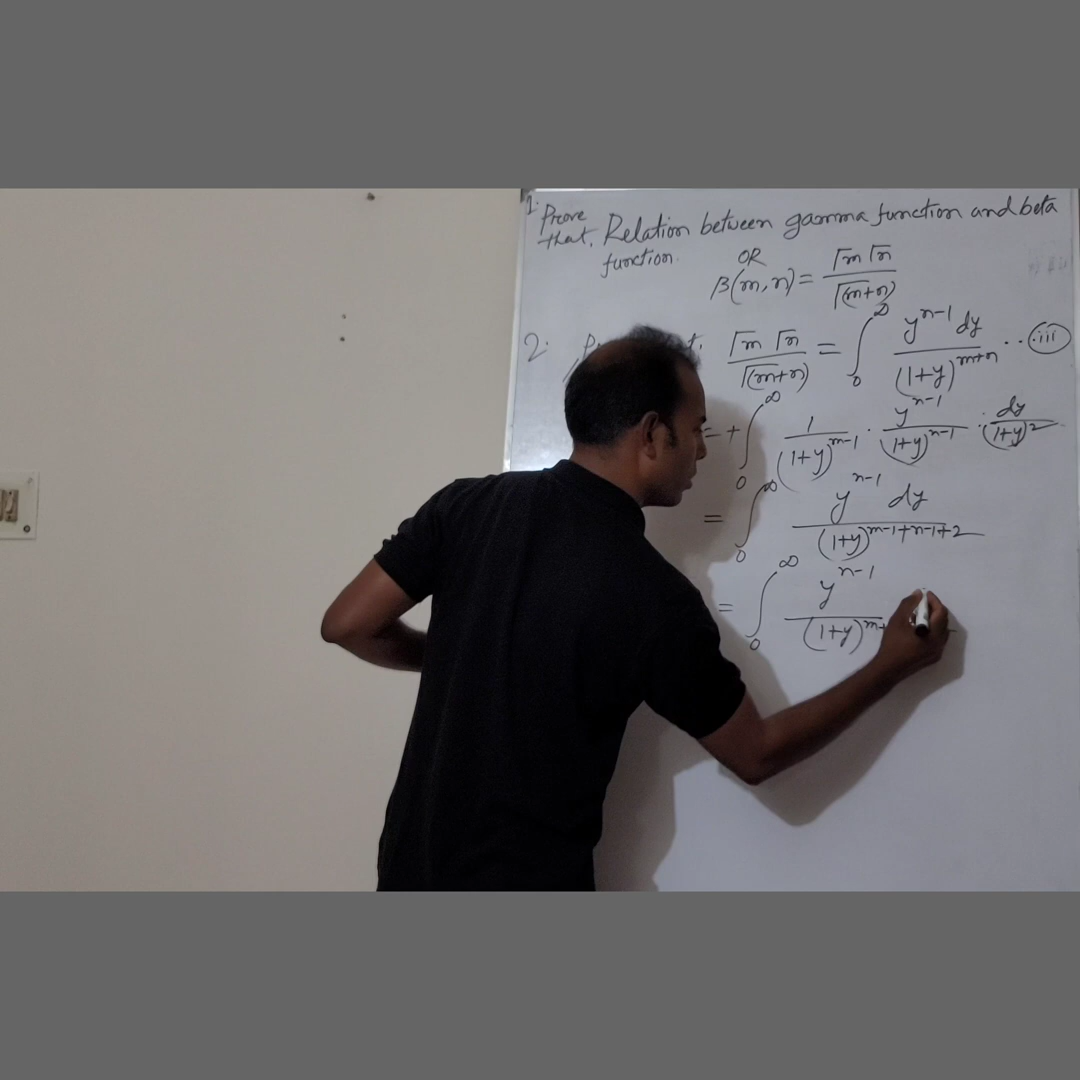 1. Prove that, Relation between gamma function and beta function.
OR
β(m,n) = Γm Γn / Γ(m+n)
2. Γm Γn / Γ(m+n) = ∫₀^∞ y^{n-1} dy / (1+y)^{m+n} ... (iii)
= + ∫₀^∞ 1/(1+y)^{m-1} · y^{n-1}/(1+y)^{n-1} · dy/(1+y)^2
= ∫₀^∞ y^{n-1} dy / (1+y)^{m-1+n-1+2}
= ∫₀^∞ y^{n-1} / (1+y)^{m+